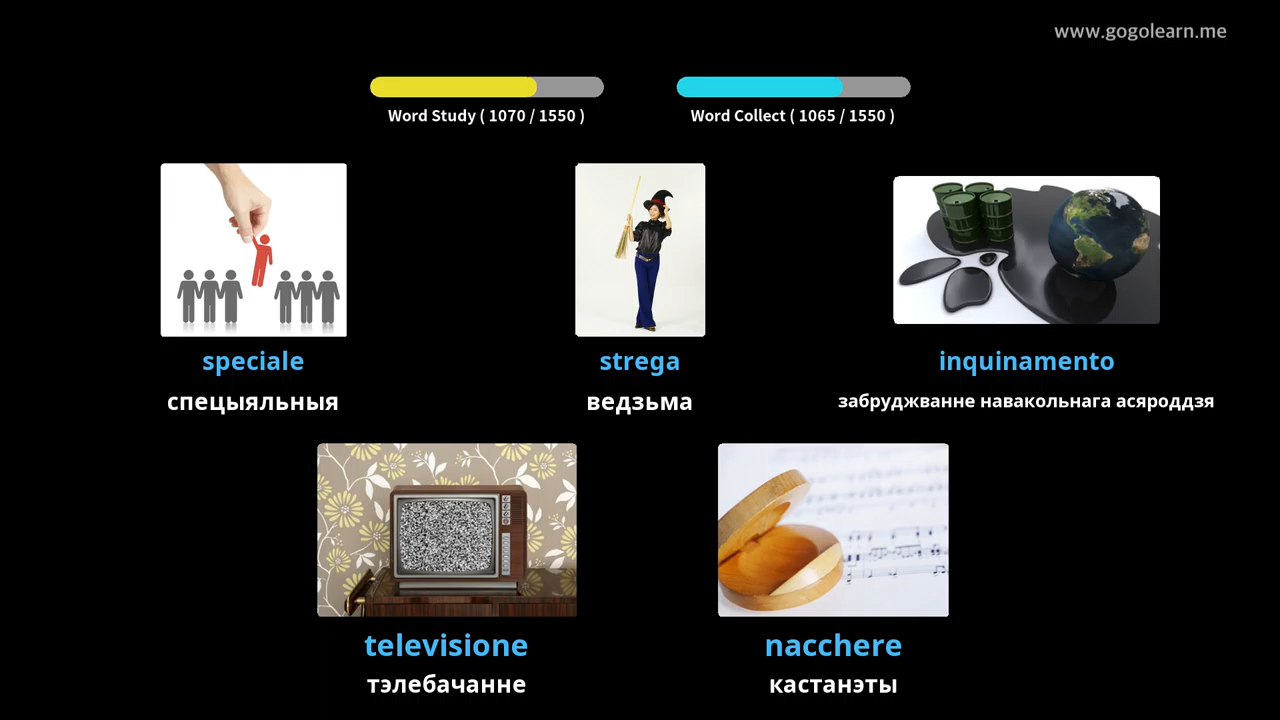 www.gogolearn.me
Word Study ( 1070 / 1550 )
Word Collect ( 1065 / 1550 )
speciale
спецыяльныя
strega
ведзьма
inquinamento
забруджванне навакольнага асяроддзя
televisione
тэлебачанне
nacchere
кастанэты